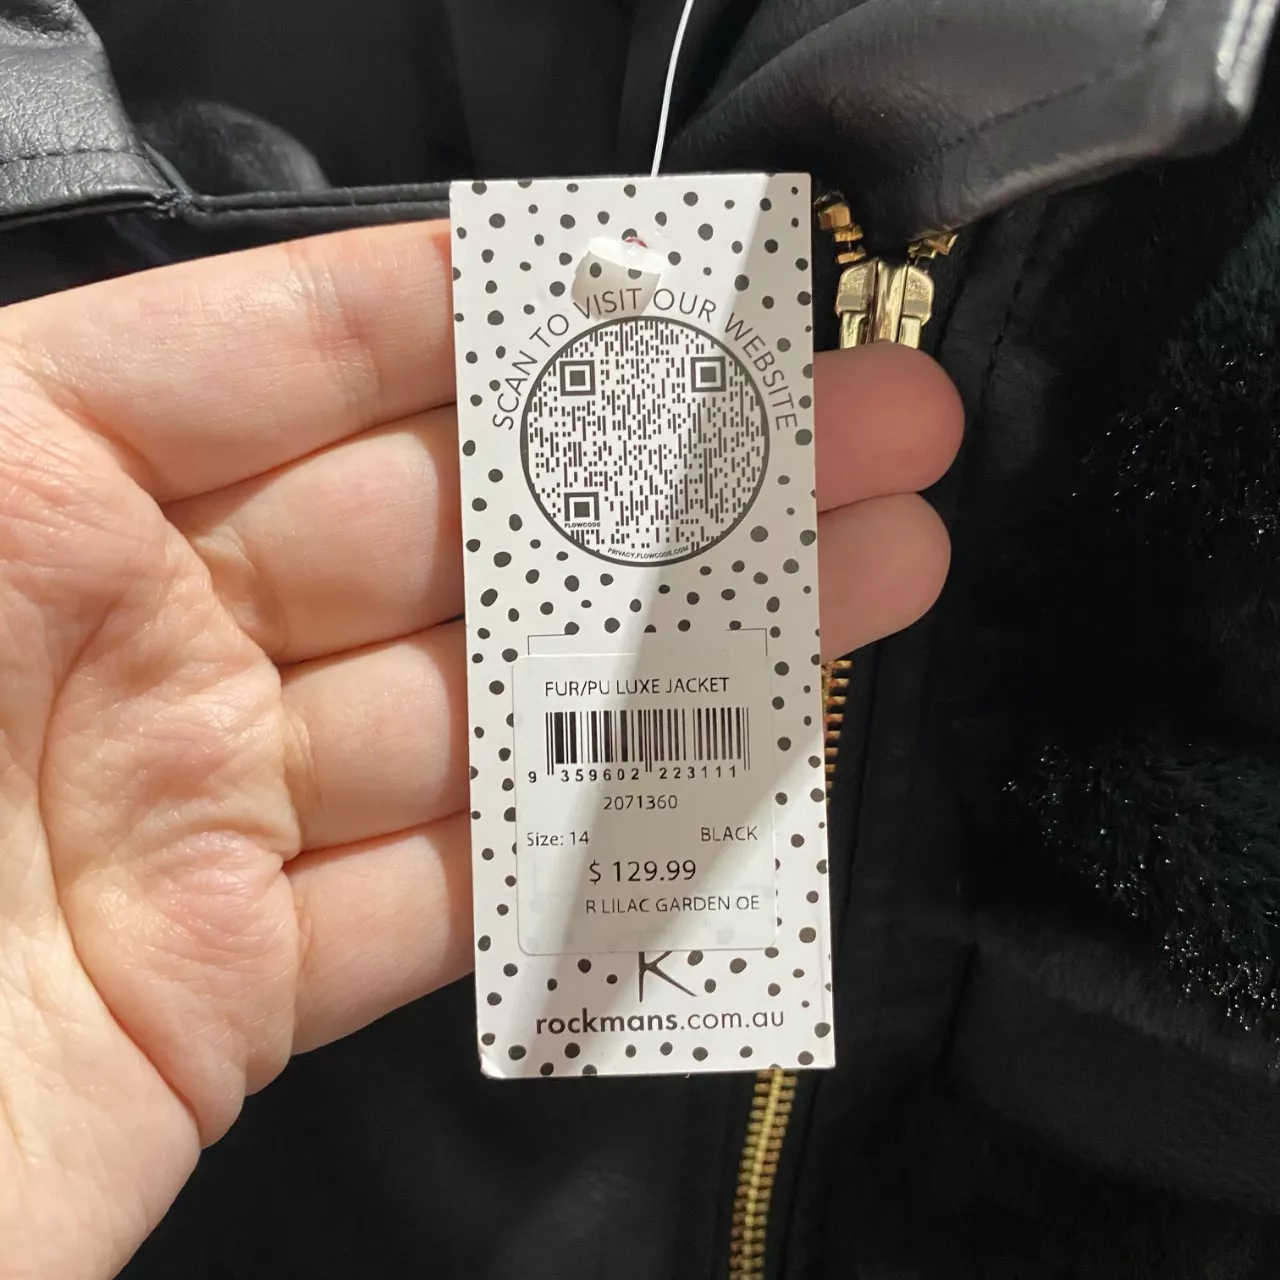 SCAN TO VISIT OUR WEBSITE
FLOWCODE
PRIVACY.FLOWCODE.COM
FUR/PU LUXE JACKET
9 359602 223111
2071360
Size: 14 BLACK
$ 129.99
R LILAC GARDEN OE
K
rockmans.com.au